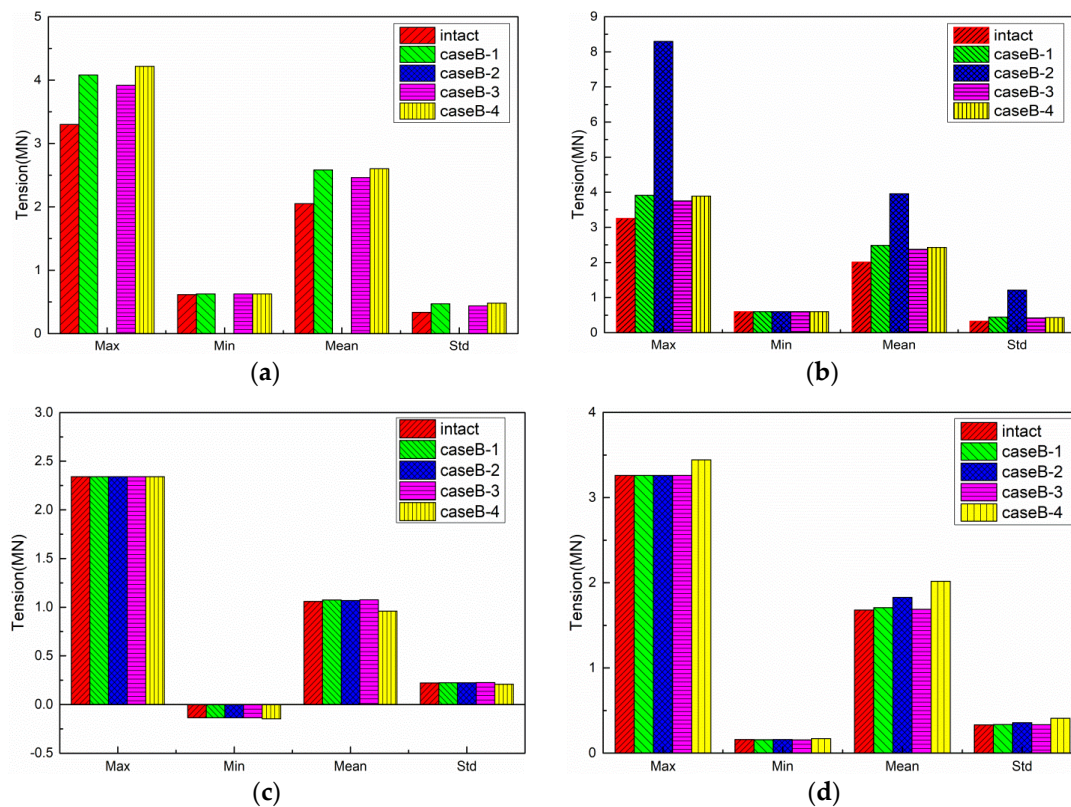 5
4
3
2
1
0
Tension(MN)
intact
caseB-1
caseB-2
caseB-3
caseB-4
Max Min Mean Std
(a)
9
8
7
6
5
4
3
2
1
0
Tension(MN)
intact
caseB-1
caseB-2
caseB-3
caseB-4
Max Min Mean Std
(b)
3.0
2.5
2.0
1.5
1.0
0.5
0.0
-0.5
Tension(MN)
intact
caseB-1
caseB-2
caseB-3
caseB-4
Max Min Mean Std
(c)
4
3
2
1
0
Tension(MN)
intact
caseB-1
caseB-2
caseB-3
caseB-4
Max Min Mean Std
(d)